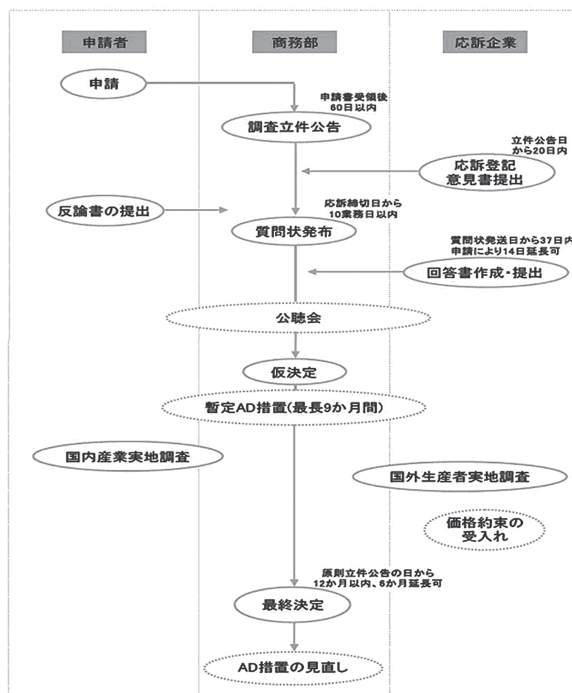 申請者
商務部
応訴企業
申請
申請書受領後
60日以内
調査立件公告
立件公告日
から20日内
応訴登記
意見書提出
反論書の提出
応訴締切日から
10業務日以内
質問状発布
質問状発送日から37日内
申請により14日延長可
回答書作成・提出
公聴会
仮決定
暫定AD措置(最長9か月間)
国内産業実地調査
国外生産者実地調査
価格約束の
受入れ
原則立件公告の日から
12か月以内、6か月延長可
最終決定
AD措置の見直し